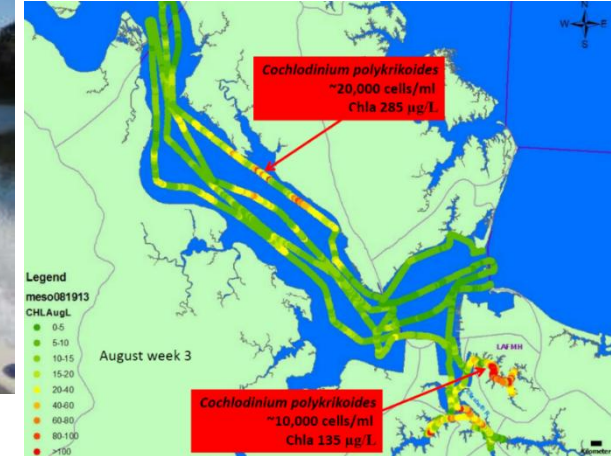 W E
S
Cochlodinium polykrikoides
~20,000 cells/ml
Chla 285 µg/L
Legend
meso081913
CHLAugL
0-5
5-10
10-15
15-20
20-40
40-60
60-80
80-100
>100
August week 3
LAFMH
Cochlodinium polykrikoides
~10,000 cells/ml
Chla 135 µg/L
Kilometers